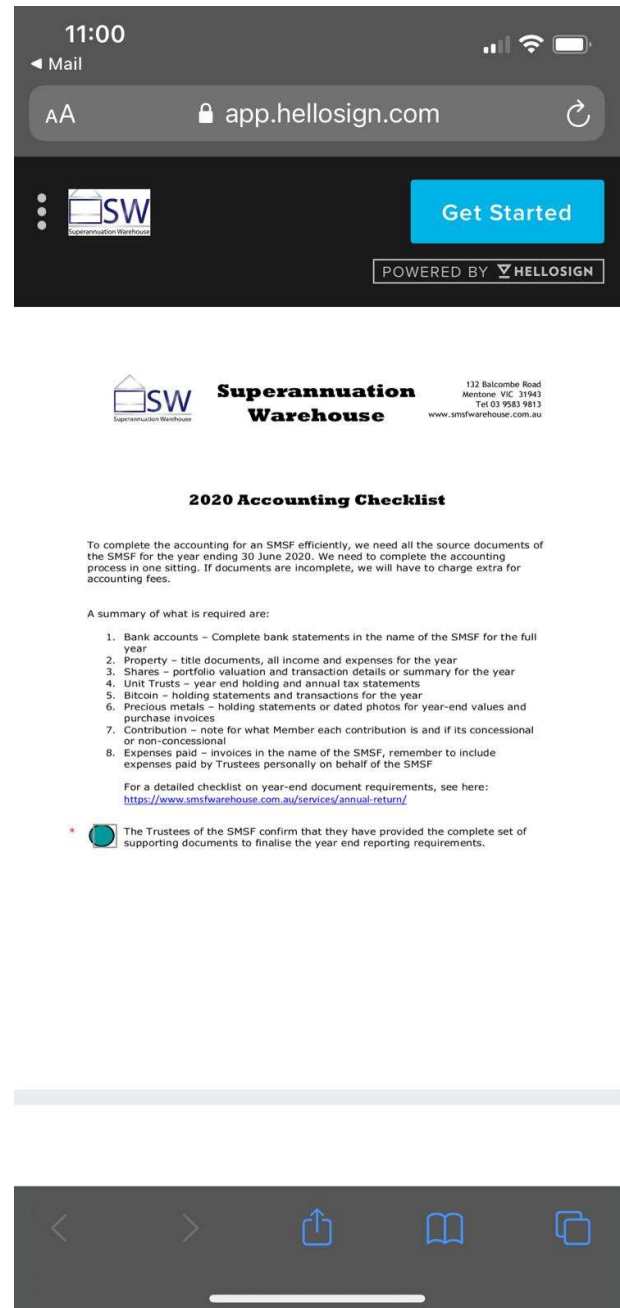 11:00
◀ Mail
AA
app.hellosign.com
SW
Superannuation Warehouse
Get Started
POWERED BY HELLOSIGN
SW
Superannuation Warehouse
Superannuation
Warehouse
132 Balcombe Road
Mentone VIC 31943
Tel 03 9583 9813
www.smsfwarehouse.com.au
2020 Accounting Checklist
To complete the accounting for an SMSF efficiently, we need all the source documents of
the SMSF for the year ending 30 June 2020. We need to complete the accounting
process in one sitting. If documents are incomplete, we will have to charge extra for
accounting fees.
A summary of what is required are:
1. Bank accounts – Complete bank statements in the name of the SMSF for the full
year
2. Property – title documents, all income and expenses for the year
3. Shares – portfolio valuation and transaction details or summary for the year
4. Unit Trusts – year end holding and annual tax statements
5. Bitcoin – holding statements and transactions for the year
6. Precious metals – holding statements or dated photos for year-end values and
purchase invoices
7. Contribution – note for what Member each contribution is and if its concessional
or non-concessional
8. Expenses paid – invoices in the name of the SMSF, remember to include
expenses paid by Trustees personally on behalf of the SMSF
For a detailed checklist on year-end document requirements, see here:
https://www.smsfwarehouse.com.au/services/annual-return/
* The Trustees of the SMSF confirm that they have provided the complete set of
supporting documents to finalise the year end reporting requirements.